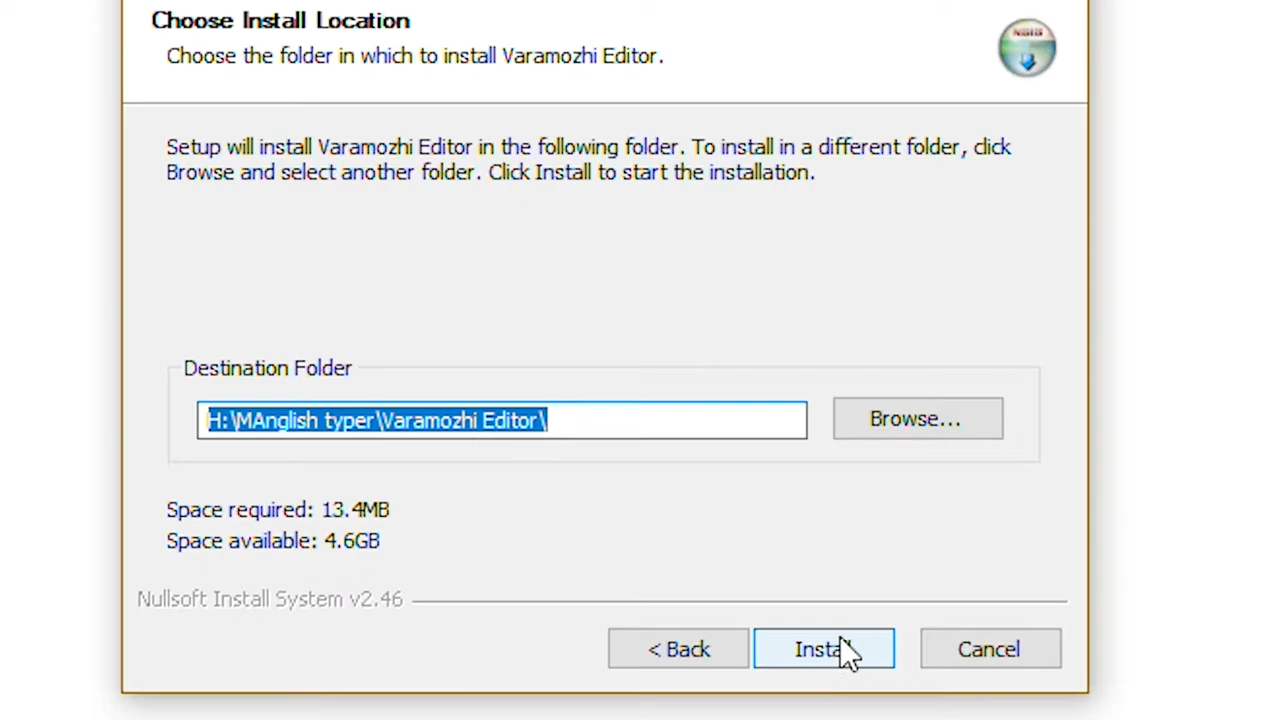 Choose Install Location
Choose the folder in which to install Varamozhi Editor.
NSIS
Setup will install Varamozhi Editor in the following folder. To install in a different folder, click
Browse and select another folder. Click Install to start the installation.
Destination Folder
H:\MAnglish typer\Varamozhi Editor\
Browse...
Space required: 13.4MB
Space available: 4.6GB
Nullsoft Install System v2.46
< Back
Install
Cancel